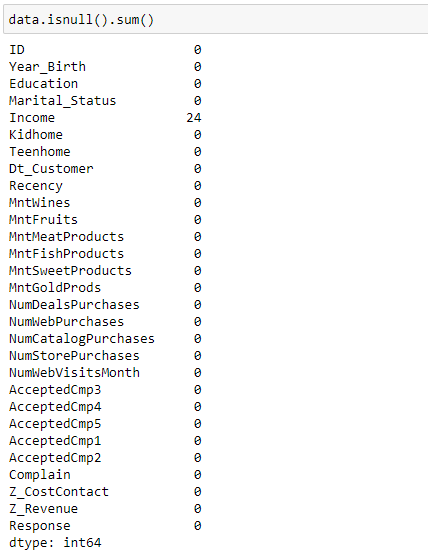 data.isnull().sum()
ID 0
Year_Birth 0
Education 0
Marital_Status 0
Income 24
Kidhome 0
Teenhome 0
Dt_Customer 0
Recency 0
MntWines 0
MntFruits 0
MntMeatProducts 0
MntFishProducts 0
MntSweetProducts 0
MntGoldProds 0
NumDealsPurchases 0
NumWebPurchases 0
NumCatalogPurchases 0
NumStorePurchases 0
NumWebVisitsMonth 0
AcceptedCmp3 0
AcceptedCmp4 0
AcceptedCmp5 0
AcceptedCmp1 0
AcceptedCmp2 0
Complain 0
Z_CostContact 0
Z_Revenue 0
Response 0
dtype: int64